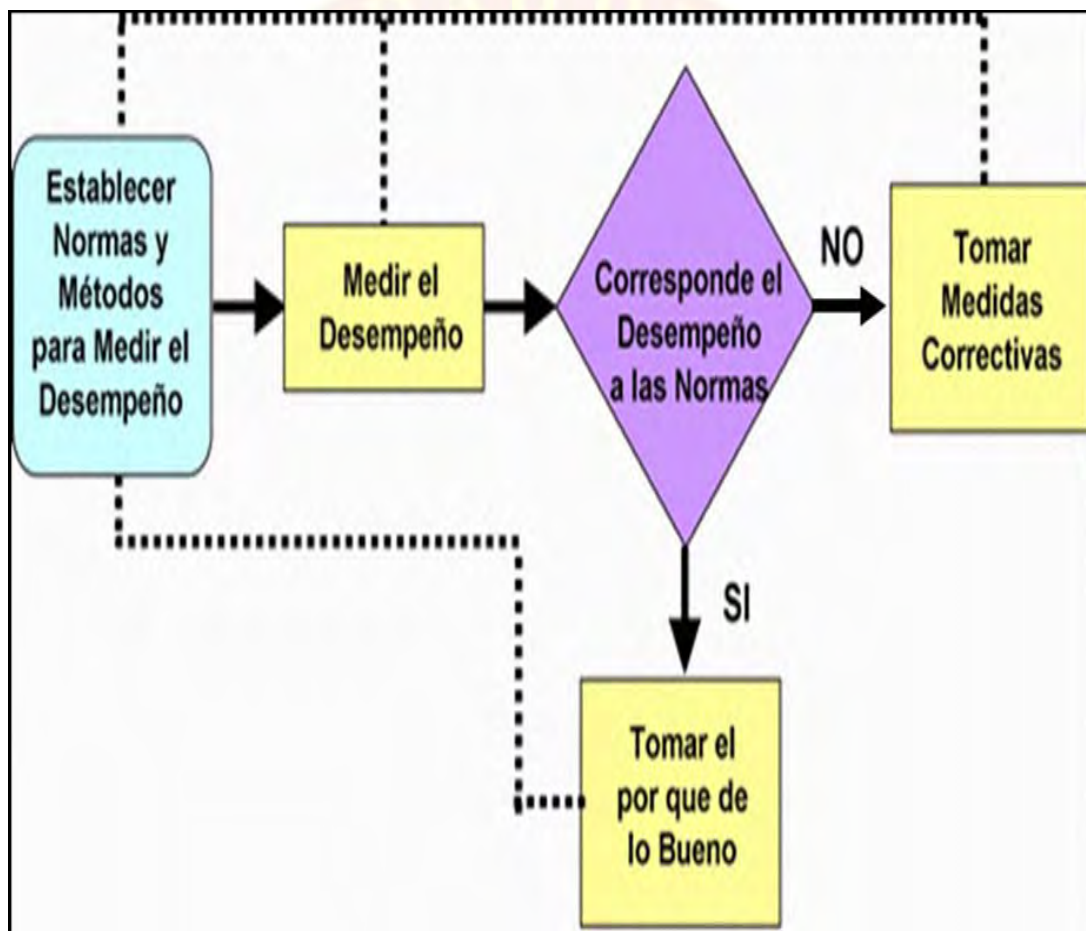 Establecer
Normas y
Métodos
para Medir el
Desempeño
Medir el
Desempeño
Corresponde el
Desempeño
a las Normas
NO
Tomar
Medidas
Correctivas
SI
Tomar el
por que de
lo Bueno